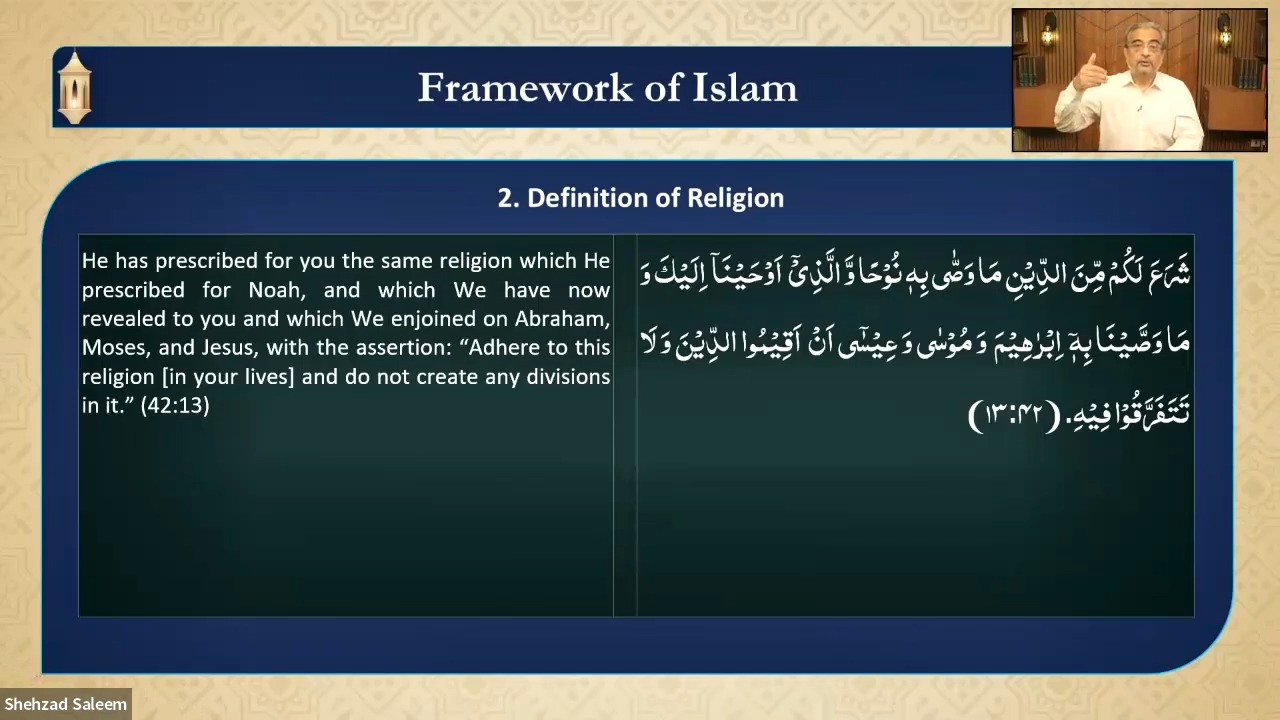 Framework of Islam
2. Definition of Religion
He has prescribed for you the same religion which He
prescribed for Noah, and which We have now
revealed to you and which We enjoined on Abraham,
Moses, and Jesus, with the assertion: “Adhere to this
religion [in your lives] and do not create any divisions
in it.” (42:13)
شَرَعَ لَكُمْ مِّنَ الدِّيْنِ مَا وَصّٰى بِهٖ نُوْحًا وَّالَّذِيْٓ اَوْحَيْنَآ اِلَيْكَ وَ
مَا وَصَّيْنَا بِهٖٓ اِبْرٰهِيْمَ وَ مُوْسٰى وَ عِيْسٰٓى اَنْ اَقِيْمُوا الدِّيْنَ وَ لَا
تَتَفَرَّقُوْا فِيْهِ. (۴۲:۱۳)
Shehzad Saleem